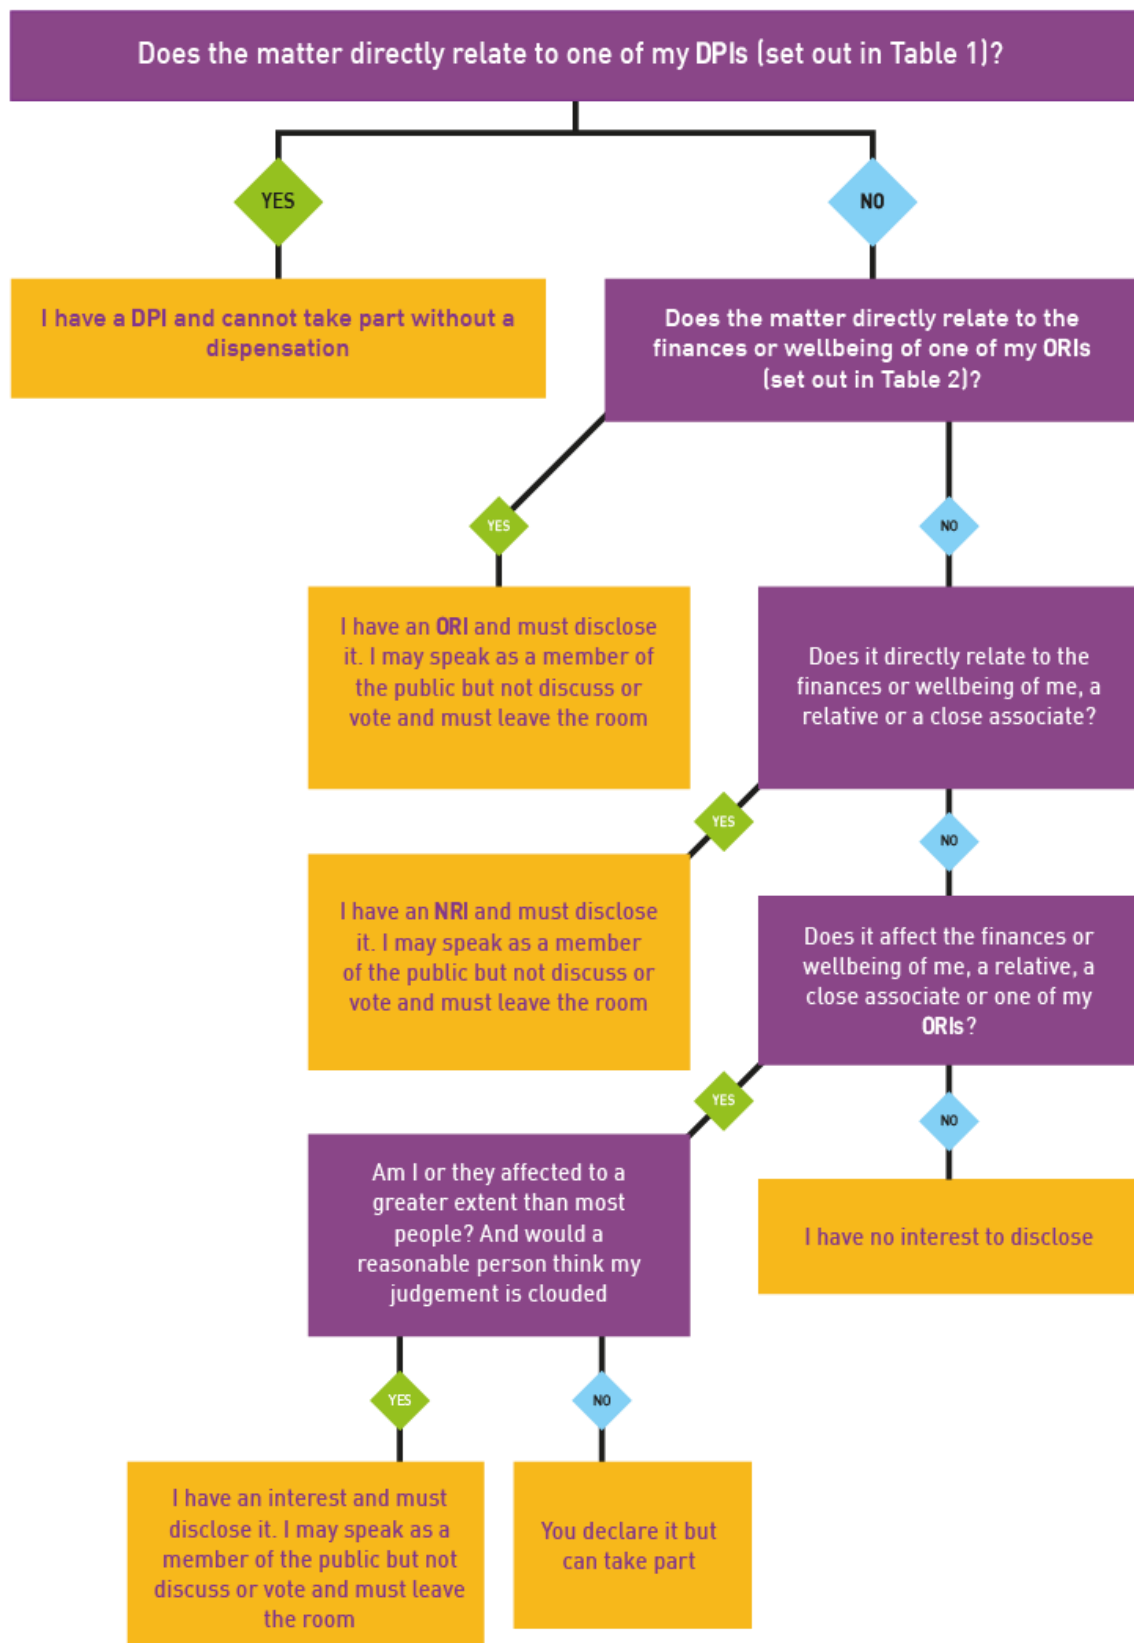 Does the matter directly relate to one of my DPIs (set out in Table 1)?
YES
NO
I have a DPI and cannot take part without a
dispensation
Does the matter directly relate to the
finances or wellbeing of one of my ORIs
(set out in Table 2)?
YES
NO
I have an ORI and must disclose
it. I may speak as a member of
the public but not discuss or
vote and must leave the room
Does it directly relate to the
finances or wellbeing of me, a
relative or a close associate?
YES
NO
I have an NRI and must disclose
it. I may speak as a member
of the public but not discuss or
vote and must leave the room
Does it affect the finances or
wellbeing of me, a relative, a
close associate or one of my
ORIs?
YES
NO
Am I or they affected to a
greater extent than most
people? And would a
reasonable person think my
judgement is clouded
I have no interest to disclose
YES
NO
I have an interest and must
disclose it. I may speak as a
member of the public but not
discuss or vote and must leave
the room
You declare it but
can take part